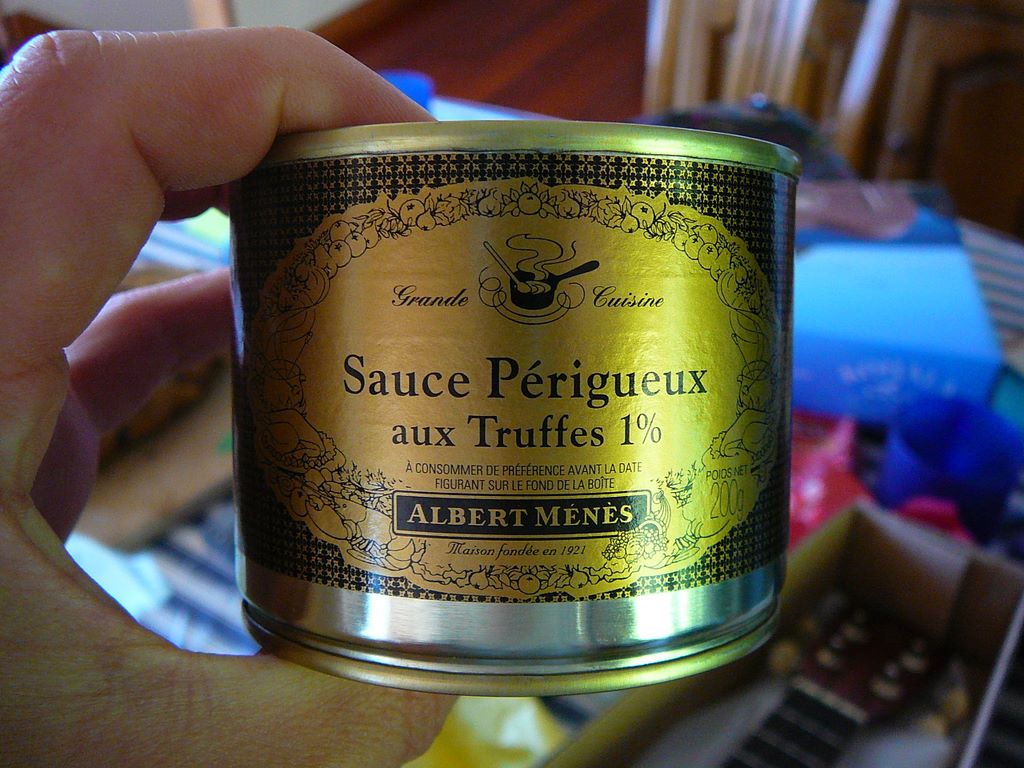 Grande Cuisine
Sauce Périgueux
aux Truffes 1%
À CONSOMMER DE PRÉFÉRENCE AVANT LA DATE
FIGURANT SUR LE FOND DE LA BOÎTE
POIDS NET
200g
ALBERT MÉNÈS
Maison fondée en 1921